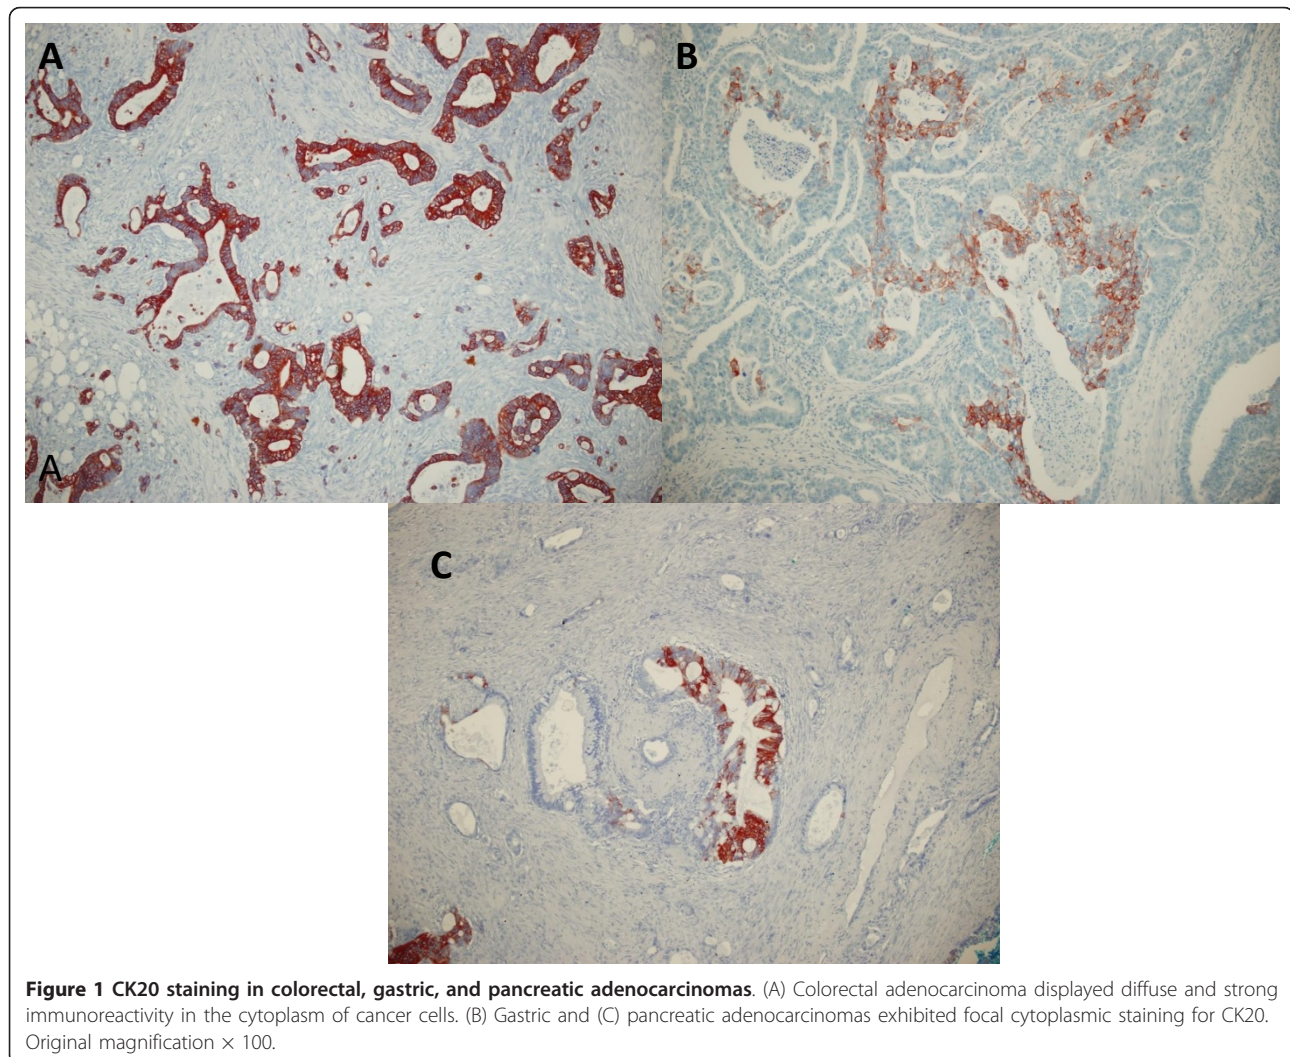 A
B
A
C
Figure 1 CK20 staining in colorectal, gastric, and pancreatic adenocarcinomas. (A) Colorectal adenocarcinoma displayed diffuse and strong
immunoreactivity in the cytoplasm of cancer cells. (B) Gastric and (C) pancreatic adenocarcinomas exhibited focal cytoplasmic staining for CK20.
Original magnification × 100.